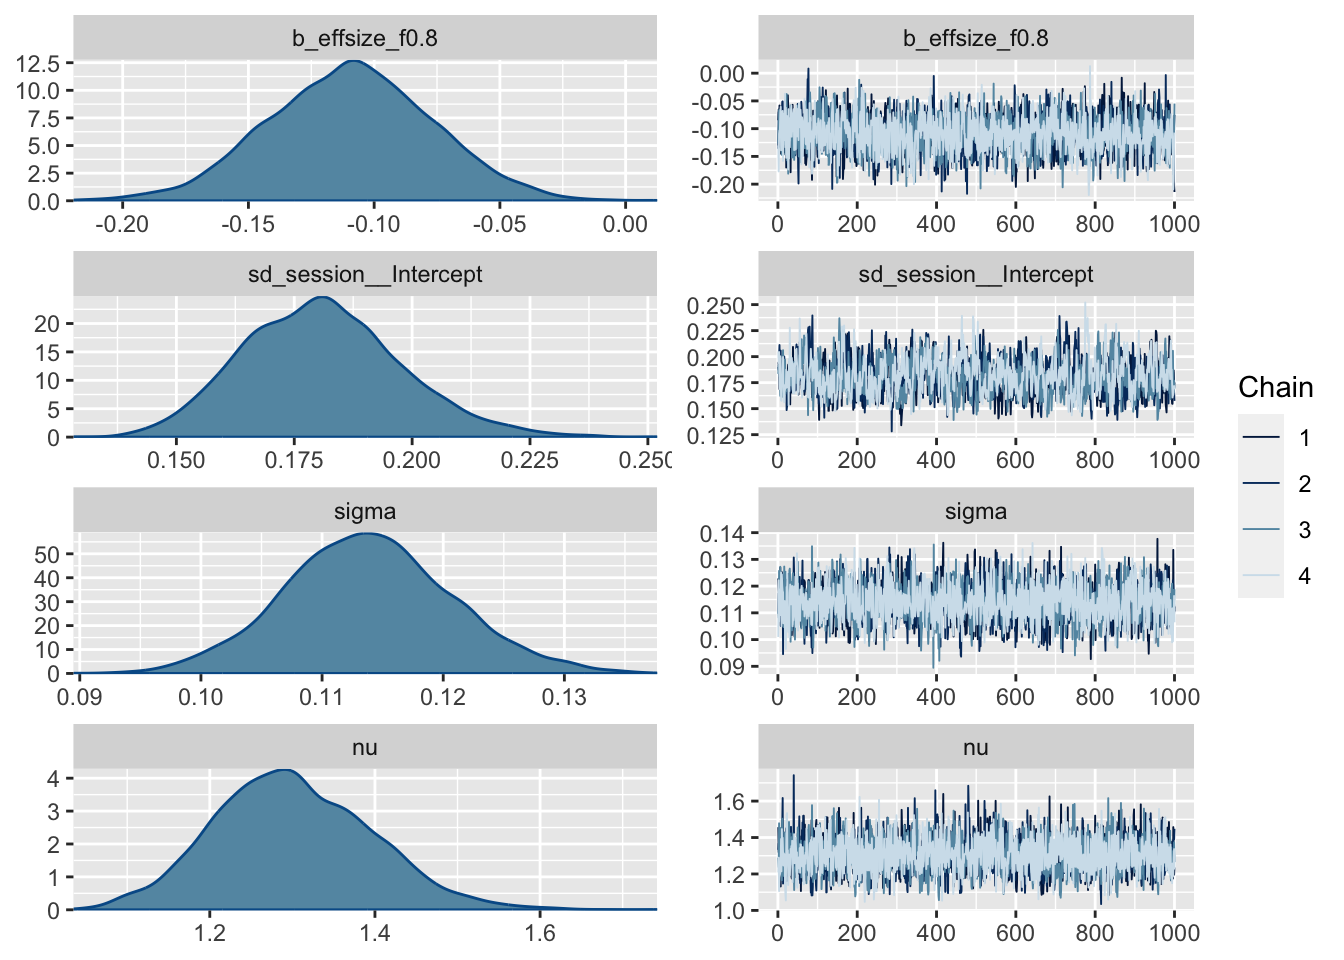 b_effsize_f0.8
12.5
10.0
7.5
5.0
2.5
0.0
-0.20 -0.15 -0.10 -0.05 0.00
b_effsize_f0.8
0.00
-0.05
-0.10
-0.15
-0.20
0 200 400 600 800 1000
sd_session__Intercept
20
15
10
5
0
0.150 0.175 0.200 0.225 0.250
sd_session__Intercept
0.250
0.225
0.200
0.175
0.150
0.125
0 200 400 600 800 1000
sigma
50
40
30
20
10
0
0.09 0.10 0.11 0.12 0.13
sigma
0.14
0.13
0.12
0.11
0.10
0.09
0 200 400 600 800 1000
nu
4
3
2
1
0
1.2 1.4 1.6
nu
1.6
1.4
1.2
1.0
0 200 400 600 800 1000
Chain
1
2
3
4